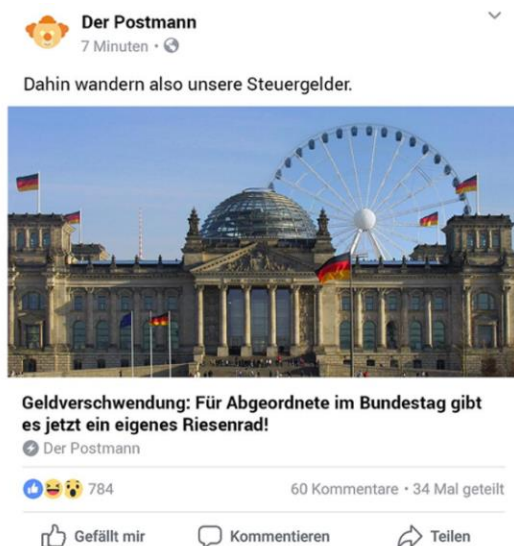 Der Postmann
7 Minuten •
Dahin wandern also unsere Steuergelder.
Geldverschwendung: Für Abgeordnete im Bundestag gibt
es jetzt ein eigenes Riesenrad!
Der Postmann
784
60 Kommentare • 34 Mal geteilt
Gefällt mir
Kommentieren
Teilen